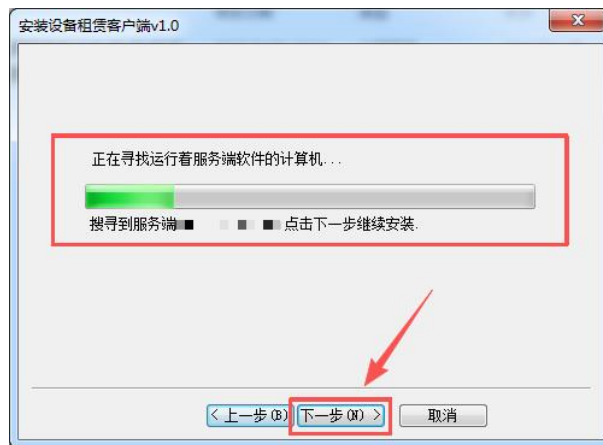 安装设备租赁客户端v1.0
正在寻找运行着服务端软件的计算机...
搜寻到服务端 点击下一步继续安装.
< 上一步(B) 下一步(N) > 取消